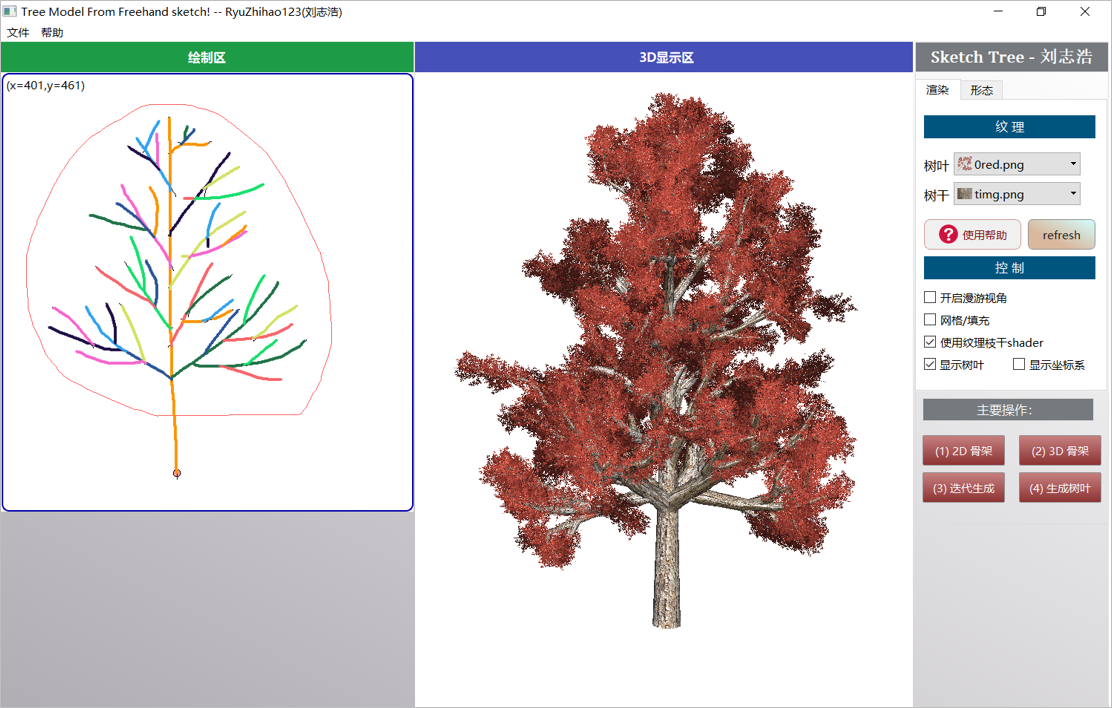 Tree Model From Freehand sketch! -- RyuZhihao123(刘志浩)
文件 帮助
绘制区
3D显示区
Sketch Tree - 刘志浩
(x=401,y=461)
渲染 形态
纹 理
树叶 0red.png
树干 timg.png
使用帮助 refresh
控 制
开启漫游视角
网格/填充
使用纹理枝干shader
显示树叶 显示坐标系
主要操作:
(1) 2D 骨架 (2) 3D 骨架
(3) 迭代生成 (4) 生成树叶